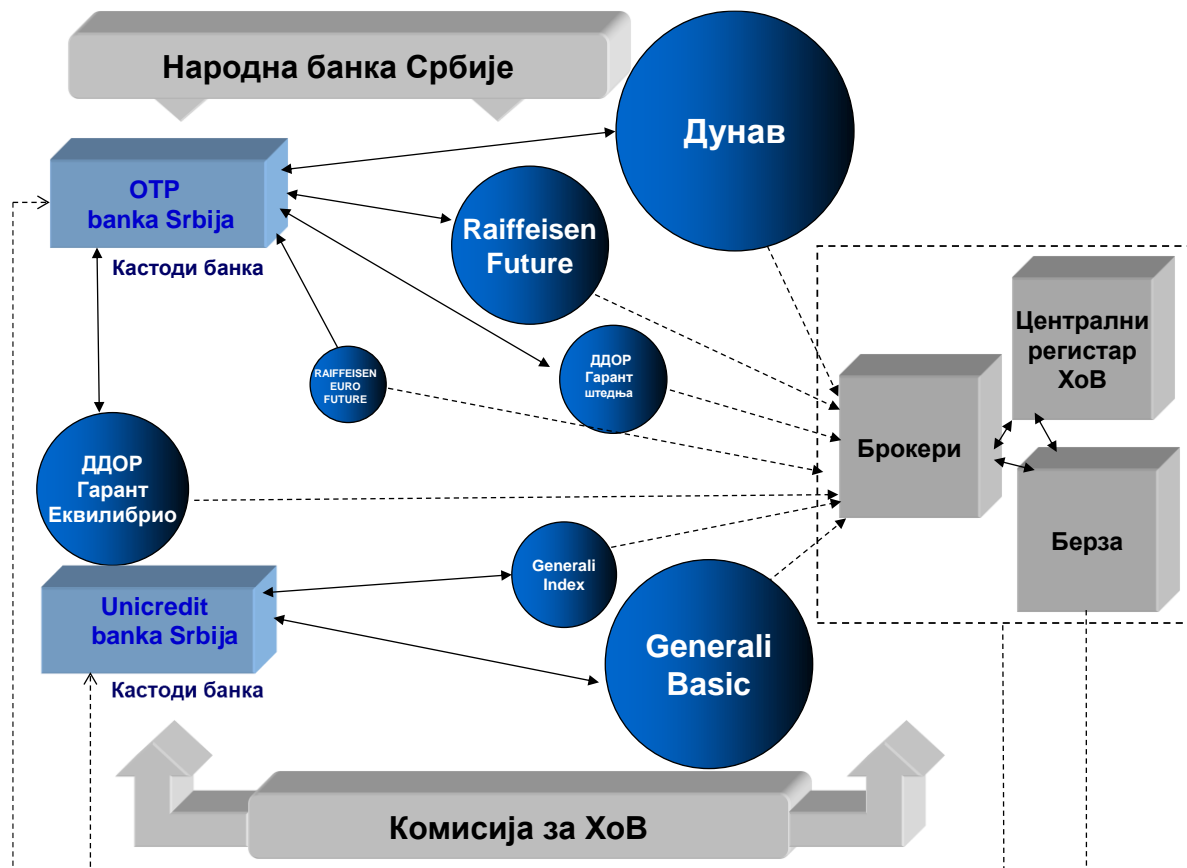 Народна банка Србије
Дунав
OTP
banka Srbija
Кастоди банка
Raiffeisen
Future
Централни
регистар
ХоВ
RAIFFEISEN
EURO
FUTURE
ДДОР
Гарант
штедња
Брокери
ДДОР
Гарант
Еквилибрио
Берза
Generali
Index
Unicredit
banka Srbija
Кастоди банка
Generali
Basic
Комисија за ХоВ